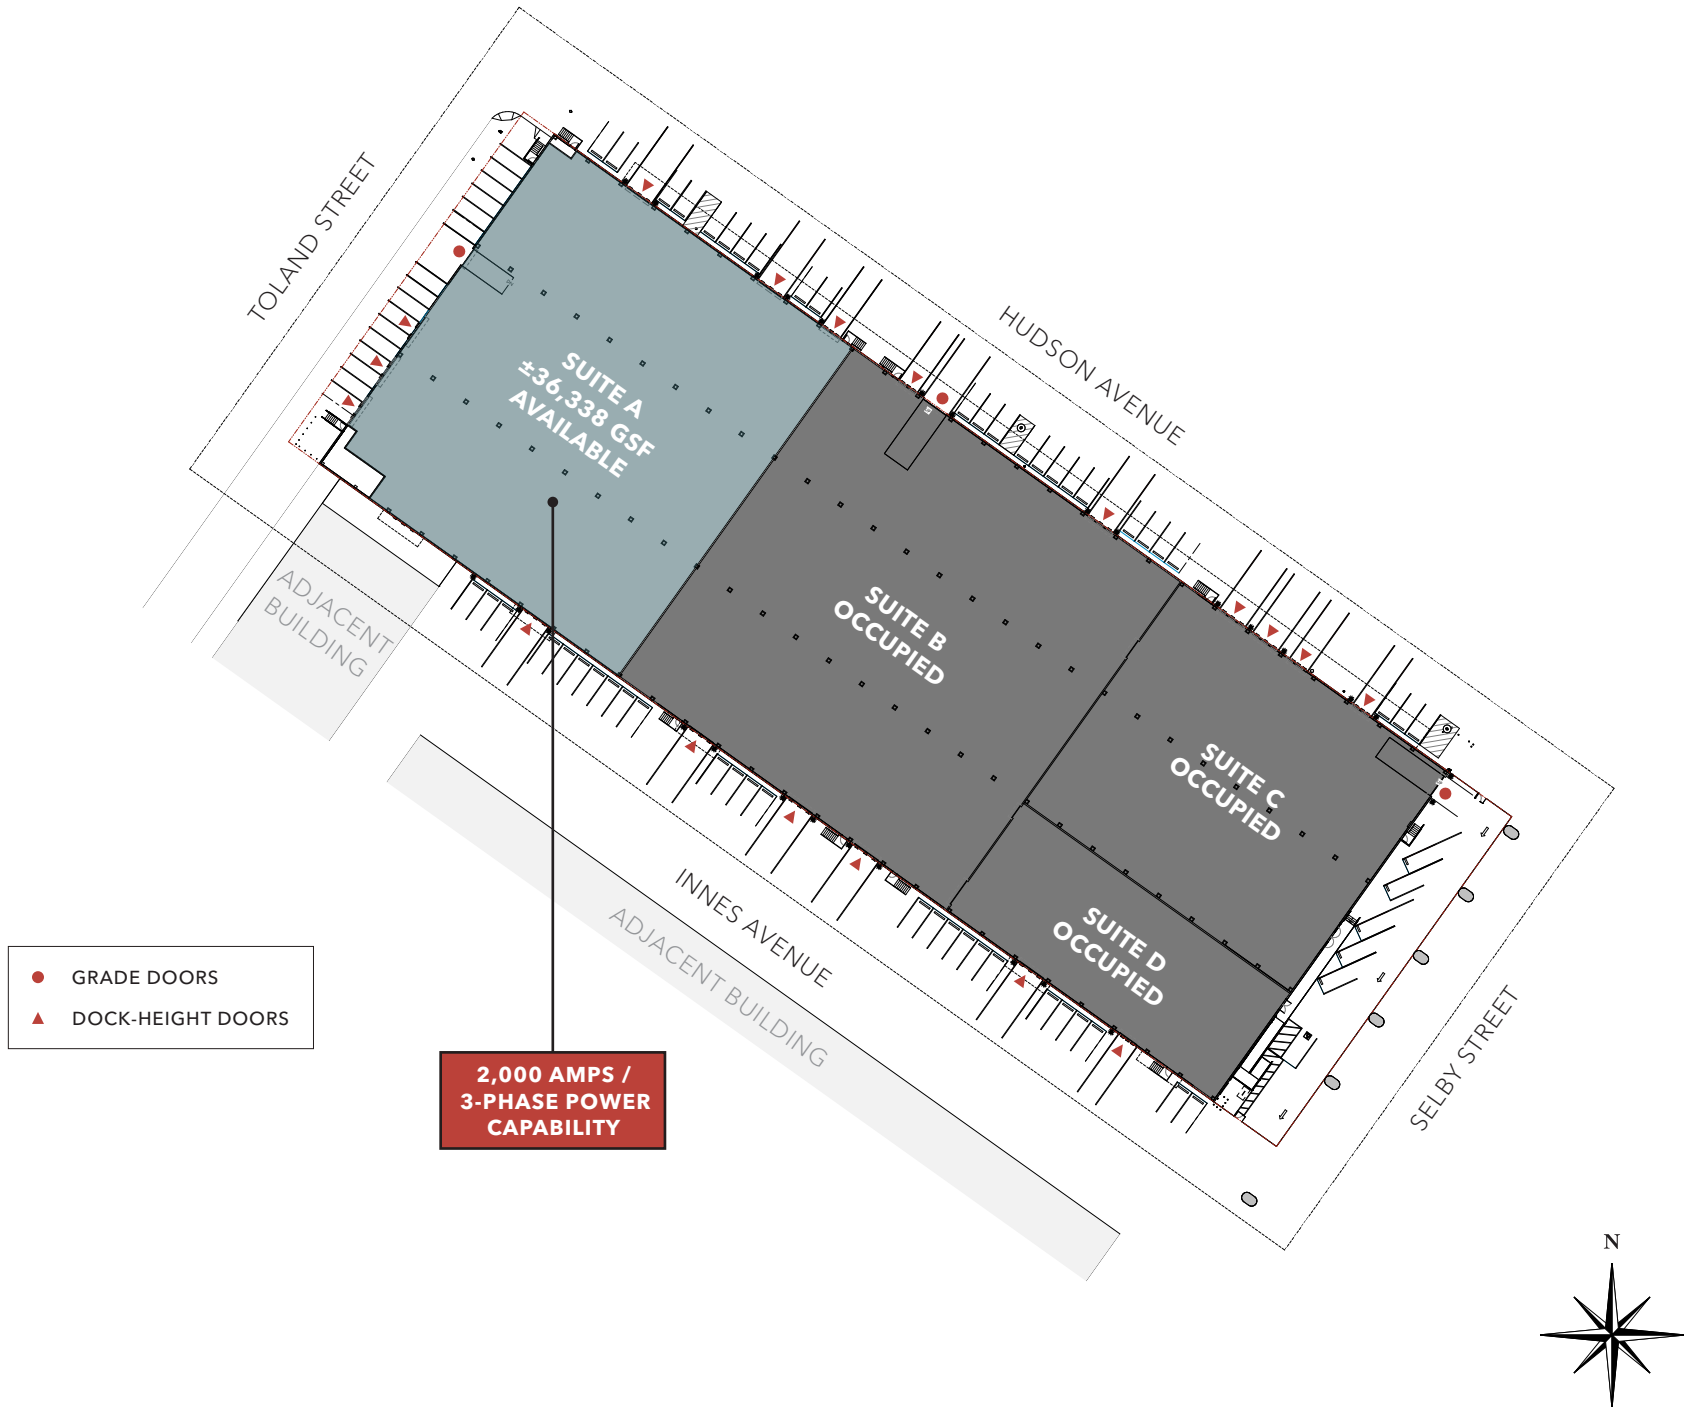 TOLAND STREET
HUDSON AVENUE
SUITE A
±36,338 GSF
AVAILABLE
ADJACENT
BUILDING
SUITE B
OCCUPIED
SUITE C
OCCUPIED
SUITE D
OCCUPIED
INNES AVENUE
ADJACENT BUILDING
SELBY STREET
GRADE DOORS
DOCK-HEIGHT DOORS
2,000 AMPS /
3-PHASE POWER
CAPABILITY
N